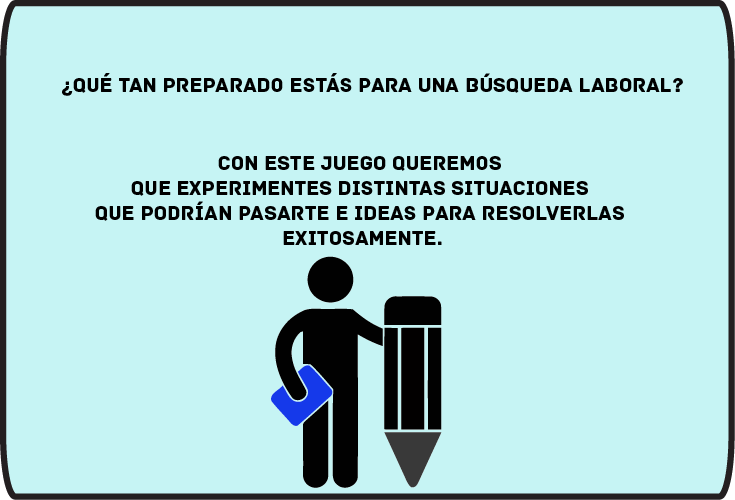 ¿QUÉ TAN PREPARADO ESTÁS PARA UNA BÚSQUEDA LABORAL?
CON ESTE JUEGO QUEREMOS
QUE EXPERIMENTES DISTINTAS SITUACIONES
QUE PODRÍAN PASARTE E IDEAS PARA RESOLVERLAS
EXITOSAMENTE.